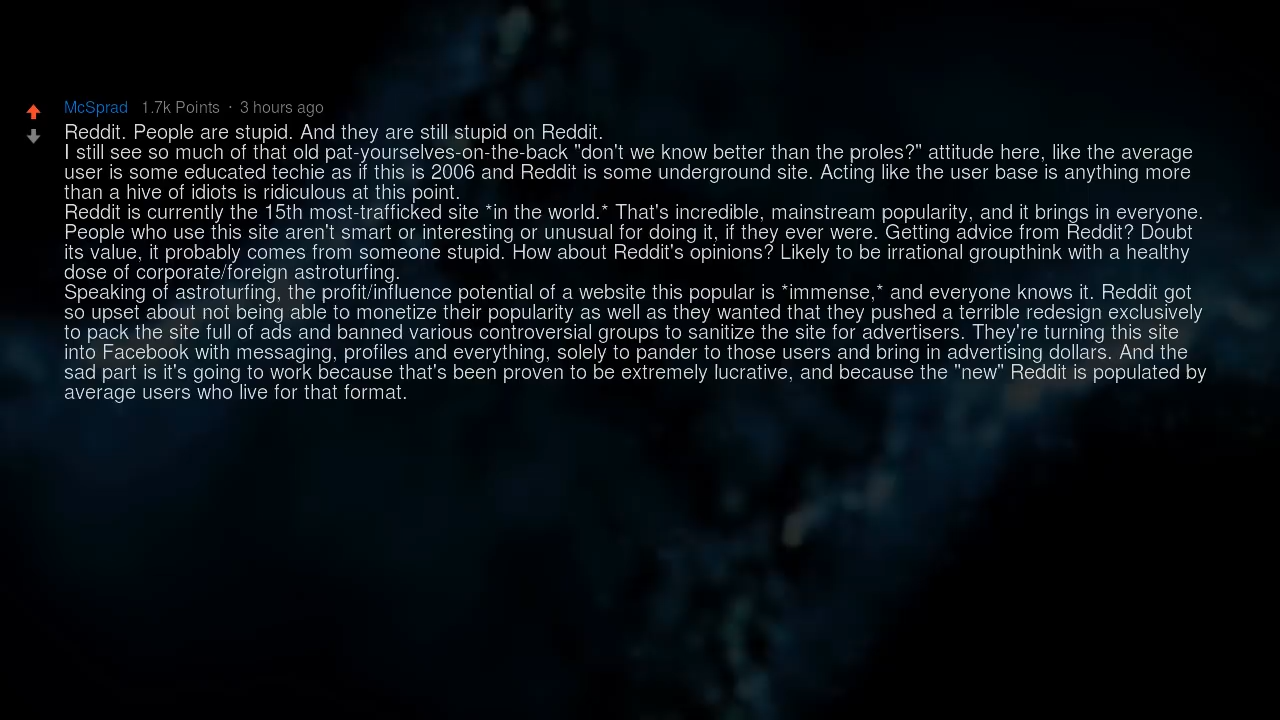 McSprad 1.7k Points · 3 hours ago
Reddit. People are stupid. And they are still stupid on Reddit.
I still see so much of that old pat-yourselves-on-the-back "don't we know better than the proles?" attitude here, like the average
user is some educated techie as if this is 2006 and Reddit is some underground site. Acting like the user base is anything more
than a hive of idiots is ridiculous at this point.
Reddit is currently the 15th most-trafficked site *in the world.* That's incredible, mainstream popularity, and it brings in everyone.
People who use this site aren't smart or interesting or unusual for doing it, if they ever were. Getting advice from Reddit? Doubt
its value, it probably comes from someone stupid. How about Reddit's opinions? Likely to be irrational groupthink with a healthy
dose of corporate/foreign astroturfing.
Speaking of astroturfing, the profit/influence potential of a website this popular is *immense,* and everyone knows it. Reddit got
so upset about not being able to monetize their popularity as well as they wanted that they pushed a terrible redesign exclusively
to pack the site full of ads and banned various controversial groups to sanitize the site for advertisers. They're turning this site
into Facebook with messaging, profiles and everything, solely to pander to those users and bring in advertising dollars. And the
sad part is it's going to work because that's been proven to be extremely lucrative, and because the "new" Reddit is populated by
average users who live for that format.